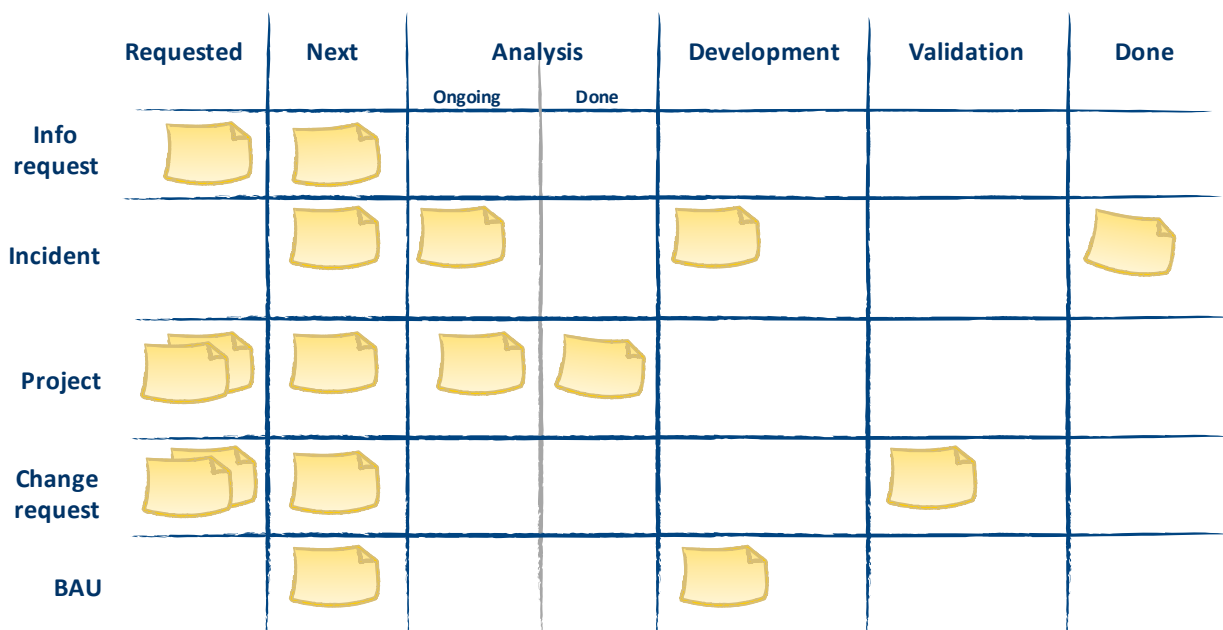 Requested
Next
Analysis
Development
Validation
Done
Ongoing
Done
Info
request
Incident
Project
Change
request
BAU